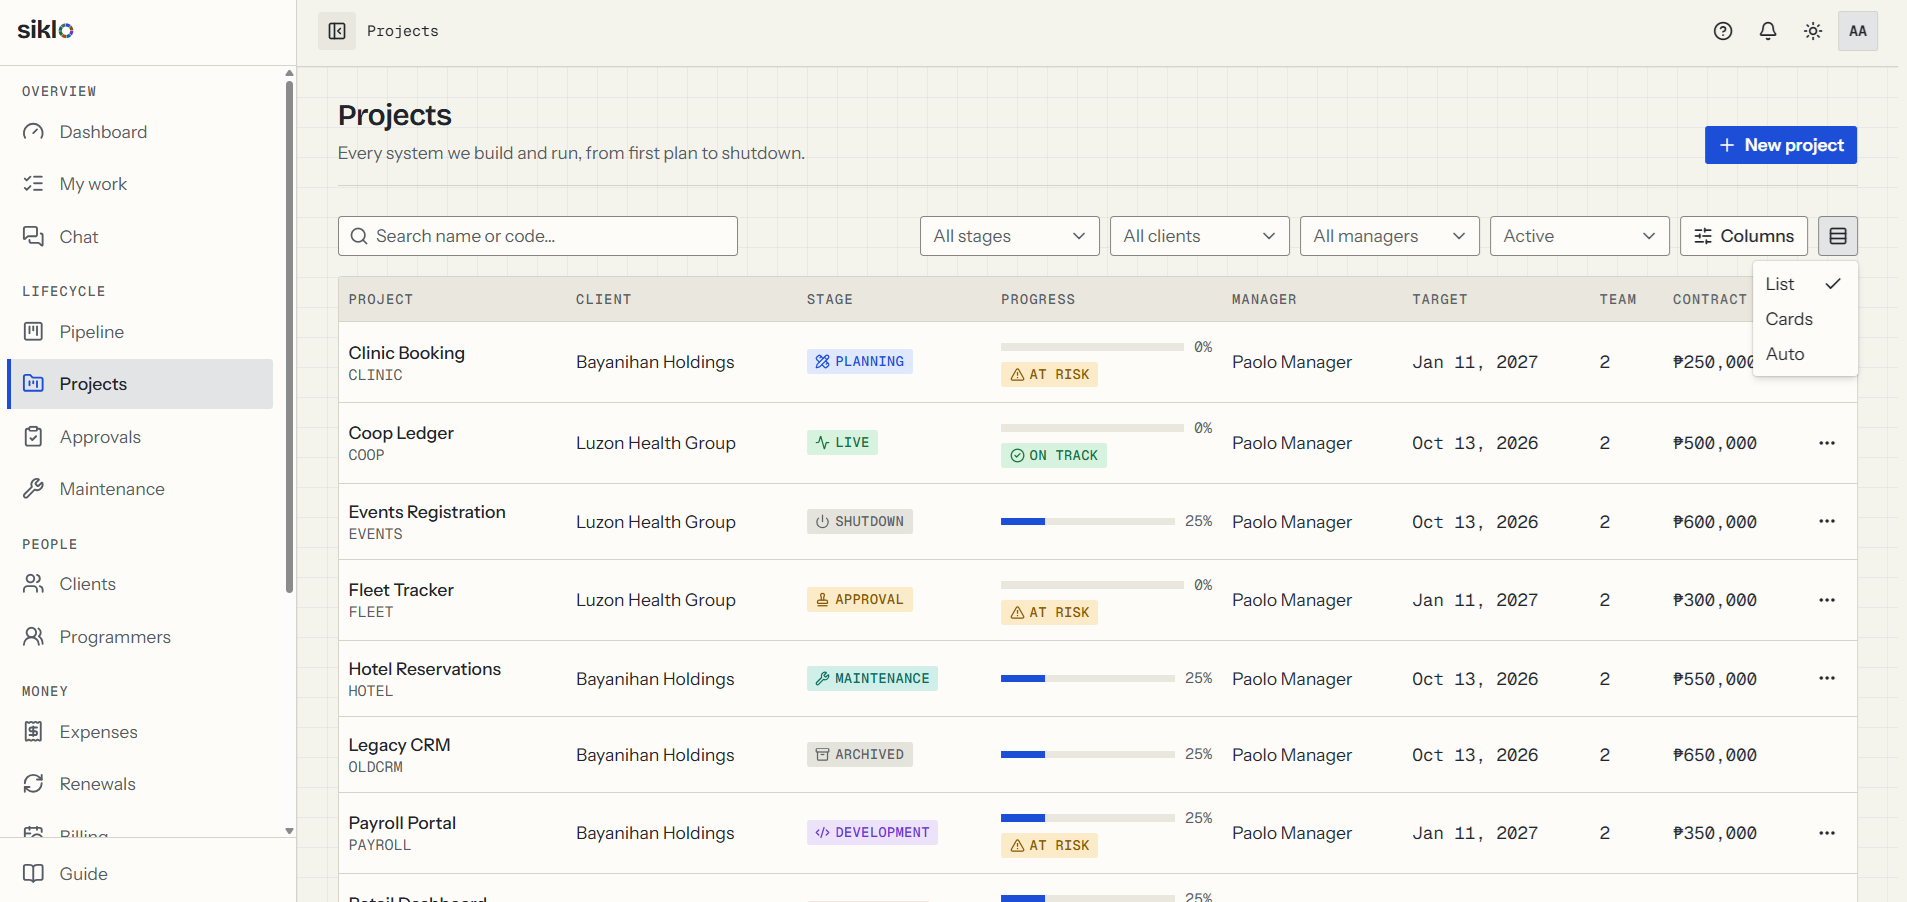 siklo
Projects
AA
OVERVIEW
Dashboard
My work
Chat
LIFECYCLE
Pipeline
Projects
Approvals
Maintenance
PEOPLE
Clients
Programmers
MONEY
Expenses
Renewals
Billing
Guide
Projects
Every system we build and run, from first plan to shutdown.
+ New project
Search name or code...
All stages
All clients
All managers
Active
Columns
List
Cards
Auto
PROJECT CLIENT STAGE PROGRESS MANAGER TARGET TEAM CONTRACT
Clinic Booking
CLINIC
Bayanihan Holdings
PLANNING
0%
AT RISK
Paolo Manager
Jan 11, 2027
2
₱250,000
Coop Ledger
COOP
Luzon Health Group
LIVE
0%
ON TRACK
Paolo Manager
Oct 13, 2026
2
₱500,000
Events Registration
EVENTS
Luzon Health Group
SHUTDOWN
25%
Paolo Manager
Oct 13, 2026
2
₱600,000
Fleet Tracker
FLEET
Luzon Health Group
APPROVAL
0%
AT RISK
Paolo Manager
Jan 11, 2027
2
₱300,000
Hotel Reservations
HOTEL
Bayanihan Holdings
MAINTENANCE
25%
Paolo Manager
Oct 13, 2026
2
₱550,000
Legacy CRM
OLDCRM
Bayanihan Holdings
ARCHIVED
25%
Paolo Manager
Oct 13, 2026
2
₱650,000
Payroll Portal
PAYROLL
Bayanihan Holdings
DEVELOPMENT
25%
AT RISK
Paolo Manager
Jan 11, 2027
2
₱350,000
Retail Dashboard
25%